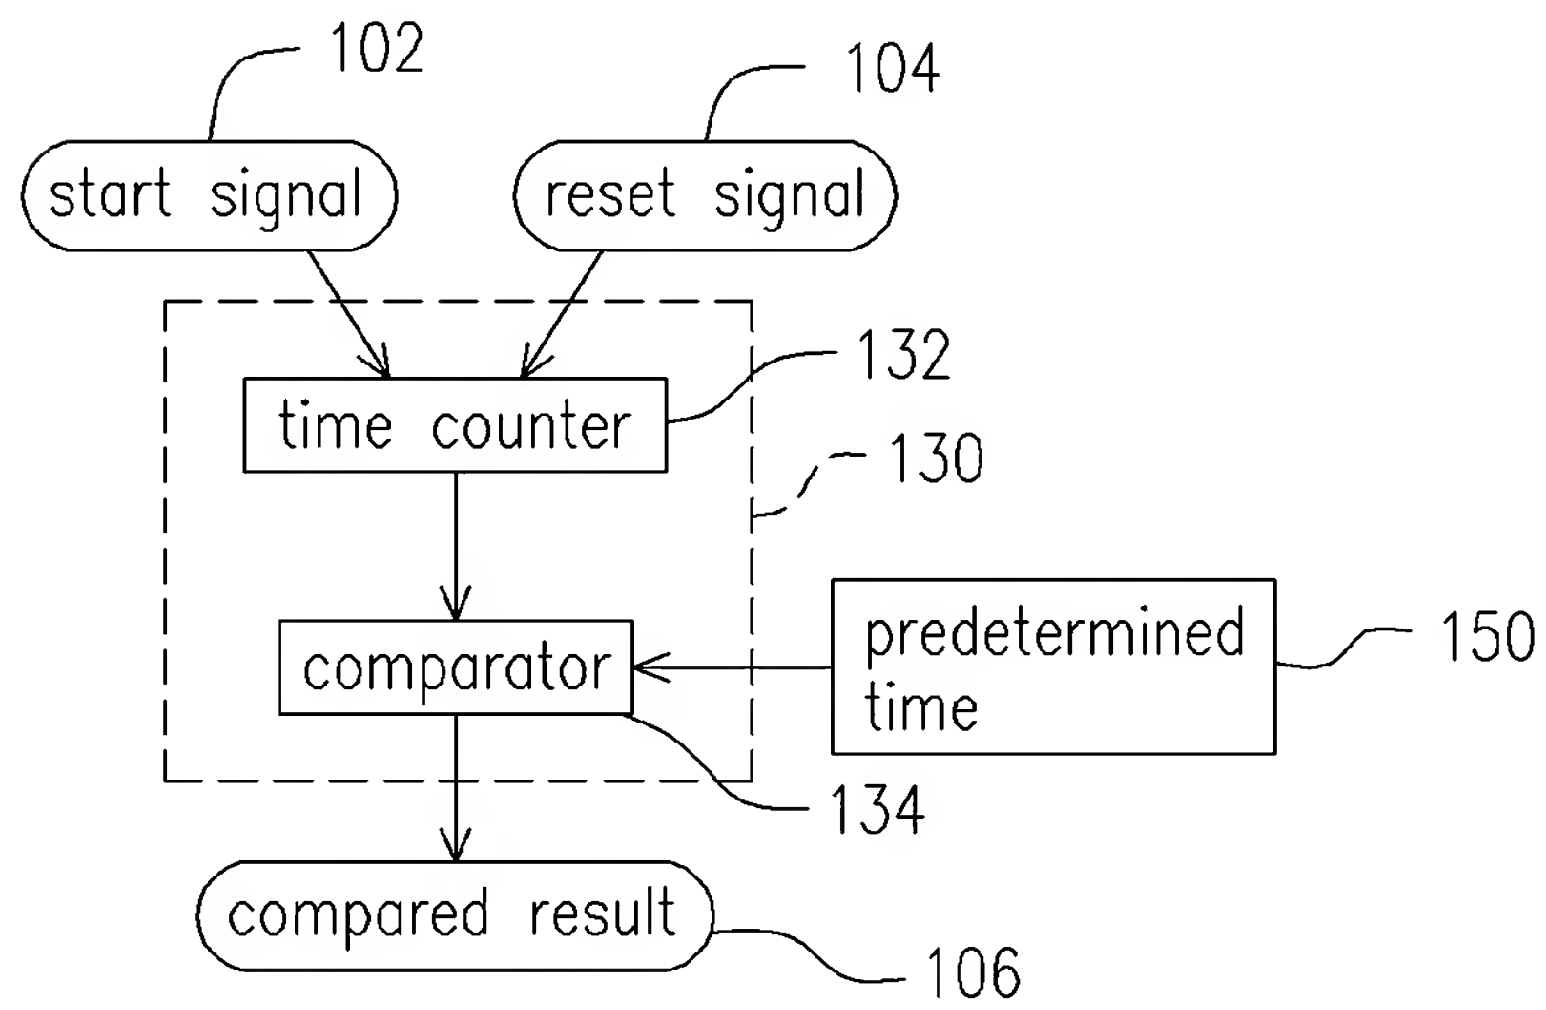 102
104
start signal
reset signal
132
time counter
130
predetermined
time
150
comparator
134
compared result
106